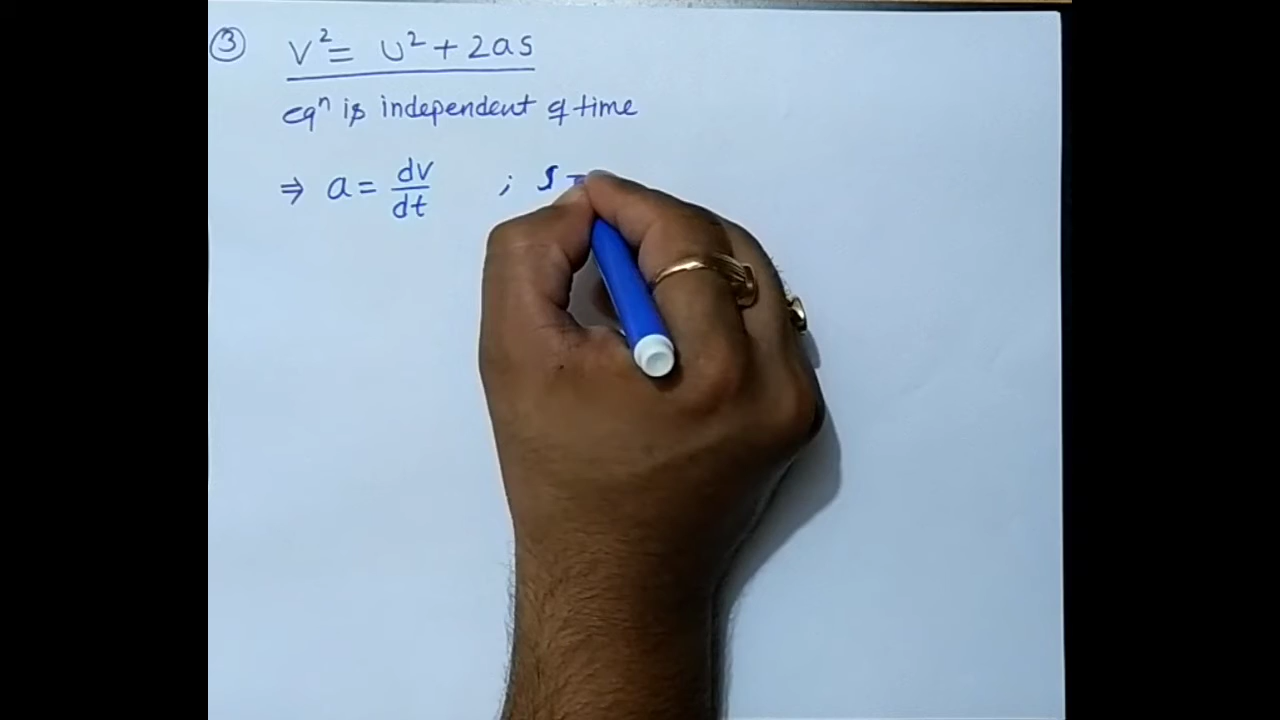 ③ V² = U² + 2as
eqⁿ is independent of time
⇒ a = dv/dt ; S =